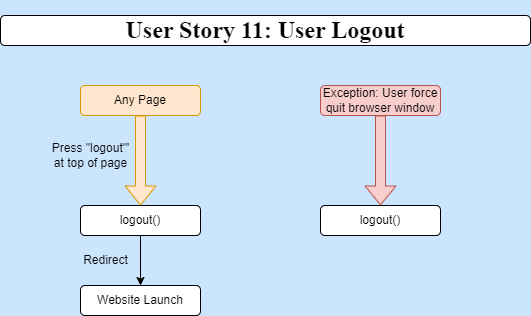 User Story 11: User Logout
Any Page
Exception: User force
quit browser window
Press "logout'"
at top of page
logout()
logout()
Redirect
Website Launch